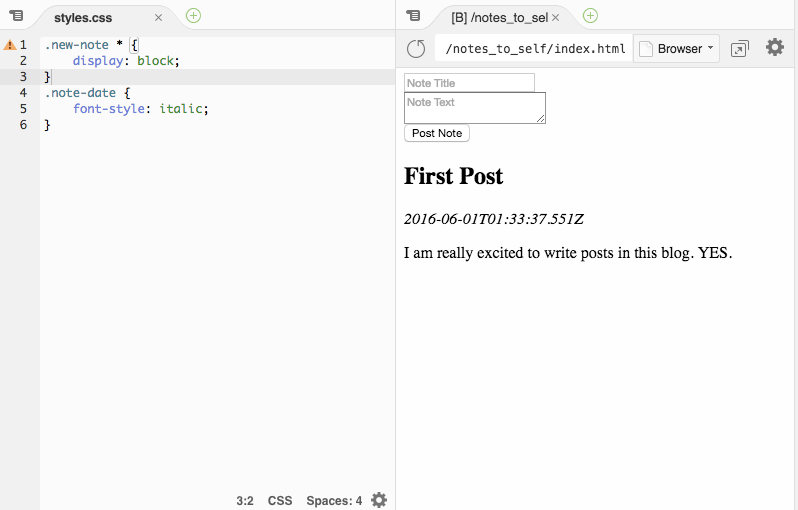 styles.css
1 .new-note * {
2     display: block;
3 }
4 .note-date {
5     font-style: italic;
6 }
3:2 CSS Spaces: 4
[B] /notes_to_sel
/notes_to_self/index.html Browser
Note Title
Note Text
Post Note
First Post
2016-06-01T01:33:37.551Z
I am really excited to write posts in this blog. YES.